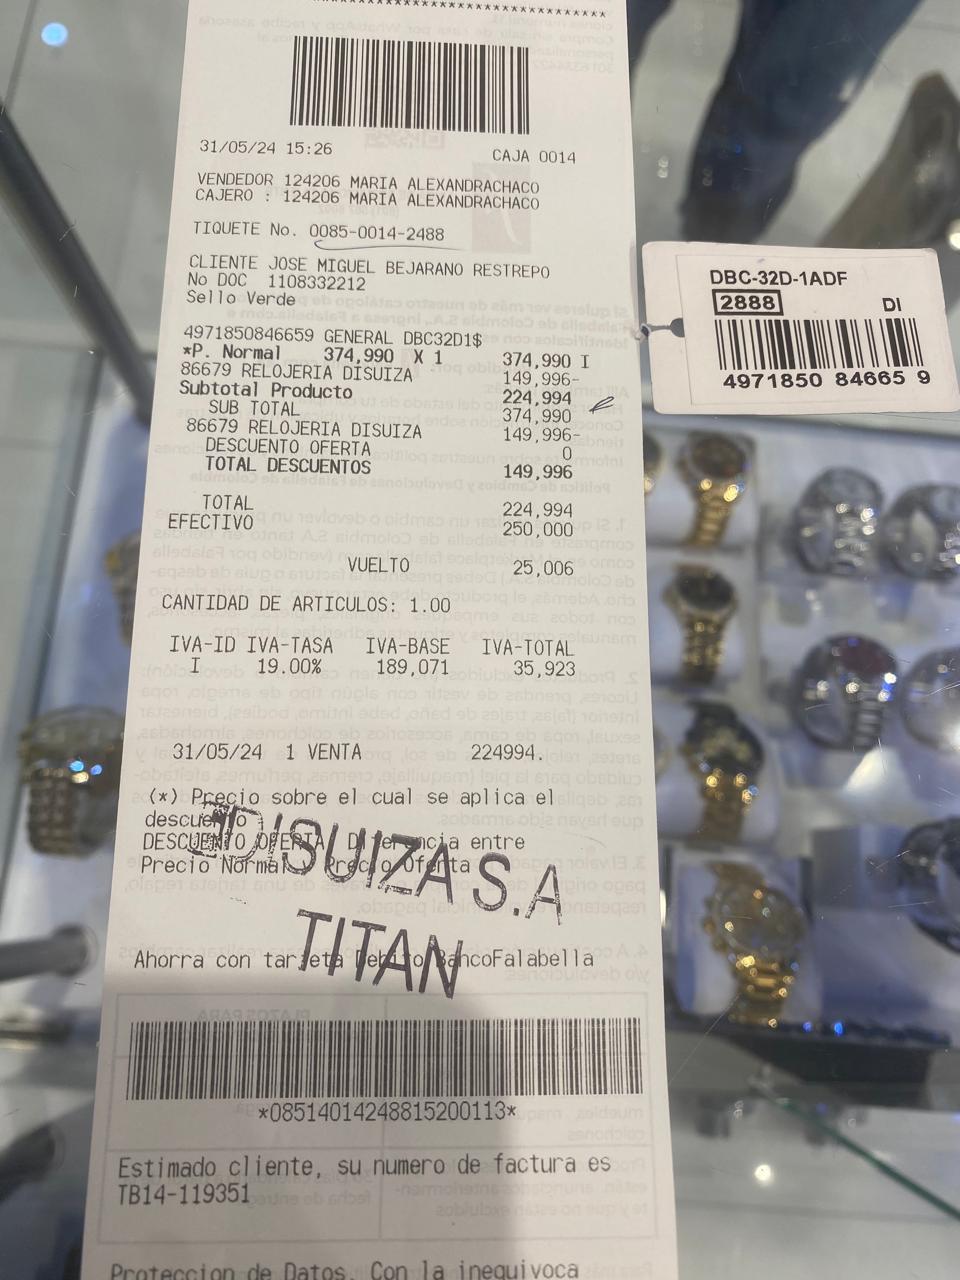 31/05/24 15:26 CAJA 0014
VENDEDOR 124206 MARIA ALEXANDRACHACO
CAJERO : 124206 MARIA ALEXANDRACHACO
TIQUETE No. 0085-0014-2488
CLIENTE JOSE MIGUEL BEJARANO RESTREPO
No DOC 1108332212
Sello Verde
4971850846659 GENERAL DBC32D1$
*P. Normal 374,990 X 1 374,990 I
86679 RELOJERIA DISUIZA 149,996-
Subtotal Producto 224,994
SUB TOTAL 374,990
86679 RELOJERIA DISUIZA 149,996-
DESCUENTO OFERTA 0
TOTAL DESCUENTOS 149,996
TOTAL 224,994
EFECTIVO 250,000
VUELTO 25,006
CANTIDAD DE ARTICULOS: 1.00
IVA-ID IVA-TASA IVA-BASE IVA-TOTAL
I 19.00% 189,071 35,923
31/05/24 1 VENTA 224994.
(*) Precio sobre el cual se aplica el
descuento
DESCUENTO OFERTA/ Diferencia entre
Precio Normal Precio Oferta
DISUIZA S.A
TITAN
Ahorra con tarjeta Debito BancoFalabella
*08514014248815200113*
Estimado cliente, su numero de factura es
TB14-119351
Proteccion de Datos. Con la inequivoca
DBC-32D-1ADF
2888 DI
4971850 84665 9